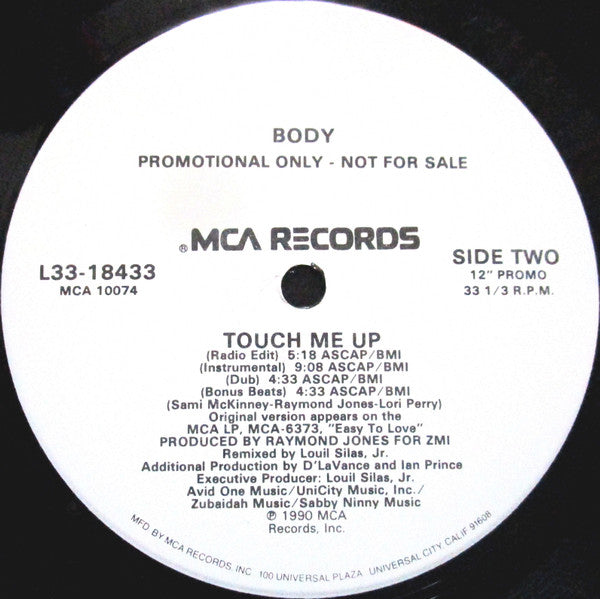 BODY
PROMOTIONAL ONLY - NOT FOR SALE
®MCA RECORDS
L33-18433
MCA 10074
SIDE TWO
12" PROMO
33 1/3 R.P.M.
TOUCH ME UP
(Radio Edit) 5:18 ASCAP/BMI
(Instrumental) 9:08 ASCAP/BMI
(Dub) 4:33 ASCAP/BMI
(Bonus Beats) 4:33 ASCAP/BMI
(Sami McKinney-Raymond Jones-Lori Perry)
Original version appears on the
MCA LP, MCA-6373, "Easy To Love"
PRODUCED BY RAYMOND JONES FOR ZMI
Remixed by Louil Silas, Jr.
Additional Production by D'LaVance and Ian Prince
Executive Producer: Louil Silas, Jr.
Avid One Music/UniCity Music, Inc./
Zubaidah Music/Sabby Ninny Music
℗ 1990 MCA
Records, Inc.
MFD. BY MCA RECORDS, INC. 100 UNIVERSAL PLAZA, UNIVERSAL CITY, CALIF. 91608